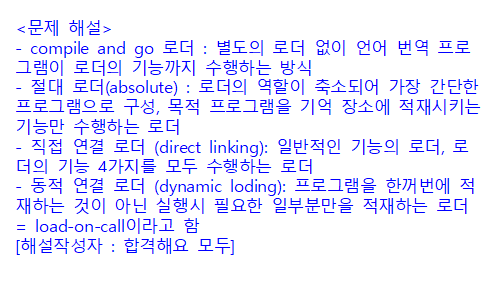 <문제 해설>
- compile and go 로더 : 별도의 로더 없이 언어 번역 프로
그램이 로더의 기능까지 수행하는 방식
- 절대 로더(absolute) : 로더의 역할이 축소되어 가장 간단한
프로그램으로 구성, 목적 프로그램을 기억 장소에 적재시키는
기능만 수행하는 로더
- 직접 연결 로더 (direct linking): 일반적인 기능의 로더, 로
더의 기능 4가지를 모두 수행하는 로더
- 동적 연결 로더 (dynamic loding): 프로그램을 한꺼번에 적
재하는 것이 아닌 실행시 필요한 일부분만을 적재하는 로더
= load-on-call이라고 함
[해설작성자 : 합격해요 모두]